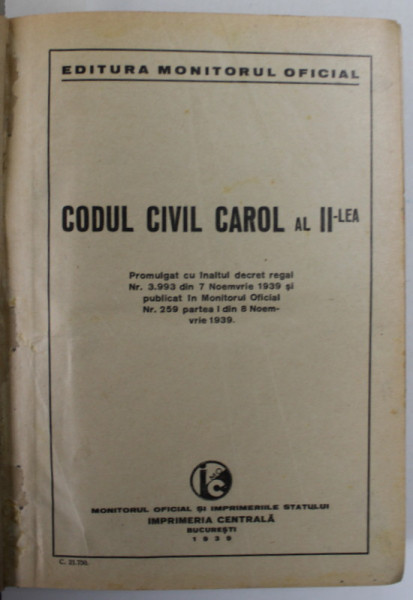 EDITURA MONITORUL OFICIAL
CODUL CIVIL CAROL AL II-LEA
Promulgat cu înaltul decret regal
Nr. 3.993 din 7 Noemvrie 1939 și
publicat în Monitorul Oficial
Nr. 259 partea I din 8 Noem-
vrie 1939.
MONITORUL OFICIAL ȘI IMPRIMERIILE STATULUI
IMPRIMERIA CENTRALĂ
BUCUREȘTI
1939